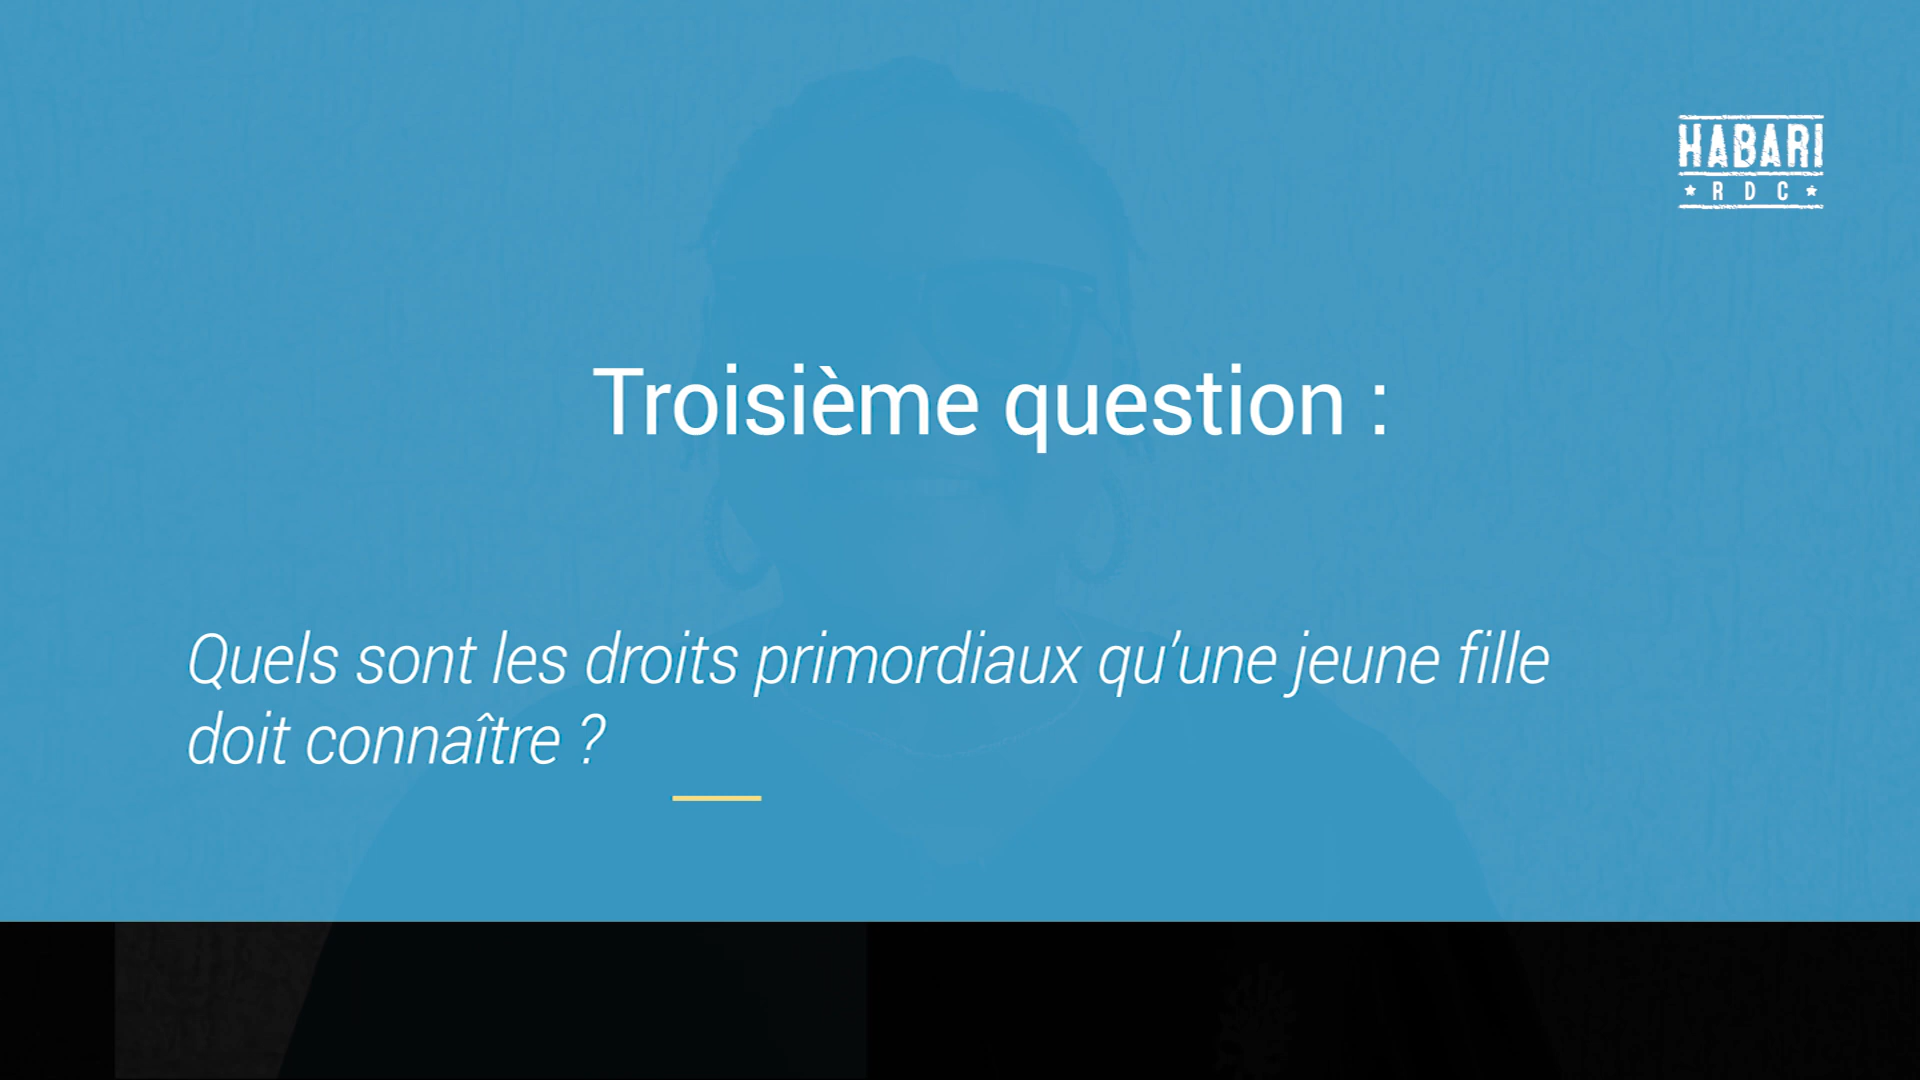 HABARI
RDC
Troisième question :
Quels sont les droits primordiaux qu’une jeune fille
doit connaître ?